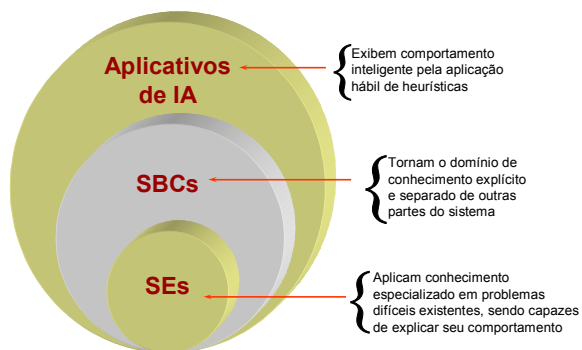 Aplicativos
de IA
Exibem comportamento
inteligente pela aplicação
hábil de heurísticas
SBCs
Tornam o domínio de
conhecimento explícito
e separado de outras
partes do sistema
SEs
Aplicam conhecimento
especializado em problemas
difíceis existentes, sendo capazes
de explicar seu comportamento